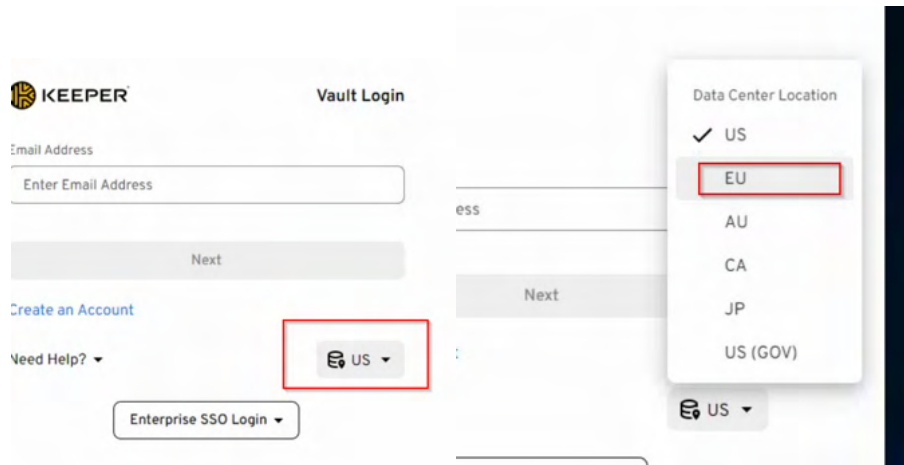 KEEPER
Vault Login
Email Address
Enter Email Address
Next
Create an Account
Need Help?
US
Enterprise SSO Login
Data Center Location
US
EU
AU
CA
JP
US (GOV)
ess
Next
US